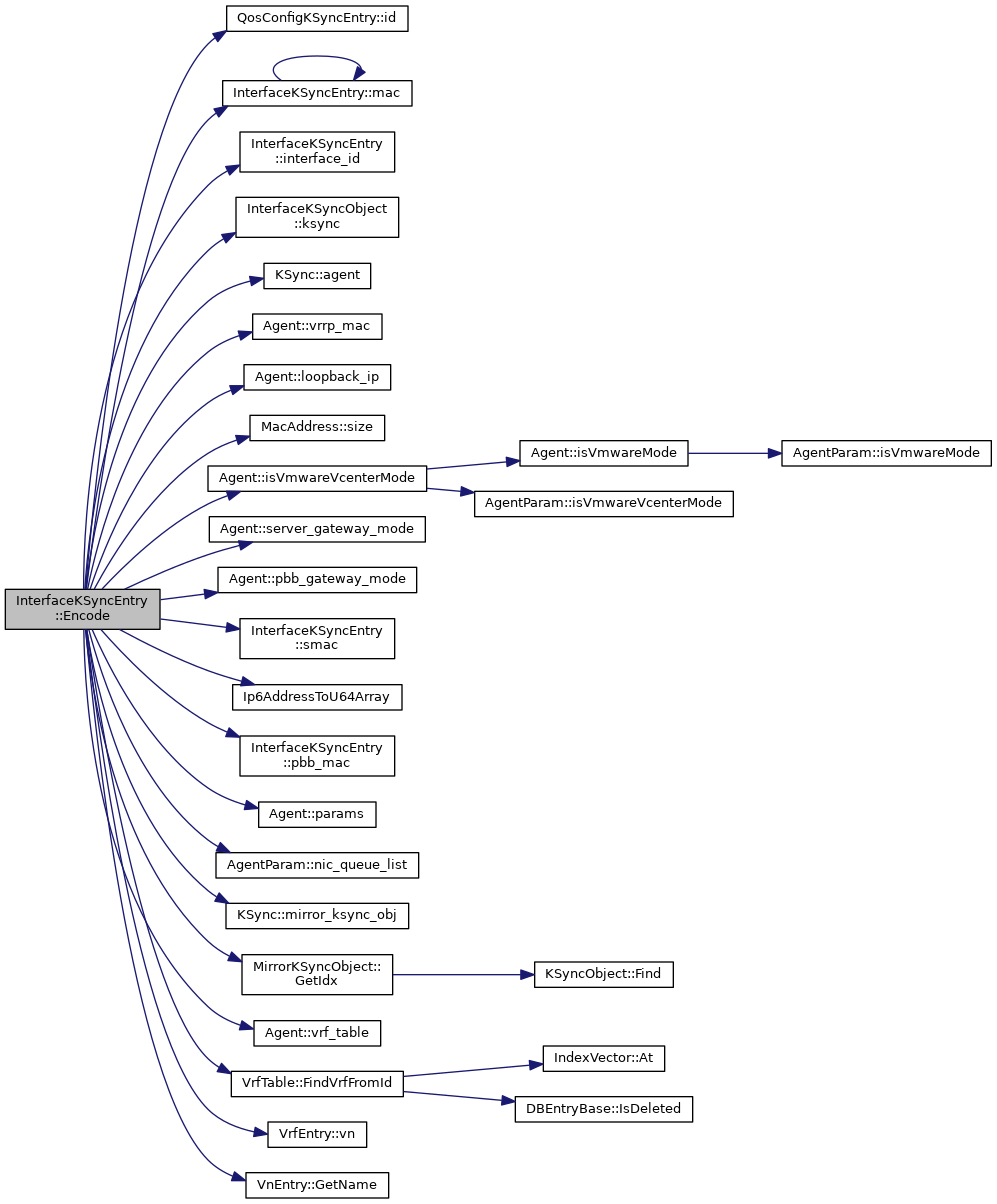 QosConfigKSyncEntry::id
InterfaceKSyncEntry::mac
InterfaceKSyncEntry
::interface_id
InterfaceKSyncObject
::ksync
KSync::agent
Agent::vrrp_mac
Agent::loopback_ip
MacAddress::size
Agent::isVmwareVcenterMode
Agent::isVmwareMode
AgentParam::isVmwareMode
AgentParam::isVmwareVcenterMode
Agent::server_gateway_mode
Agent::pbb_gateway_mode
InterfaceKSyncEntry
::Encode
InterfaceKSyncEntry
::smac
Ip6AddressToU64Array
InterfaceKSyncEntry
::pbb_mac
Agent::params
AgentParam::nic_queue_list
KSync::mirror_ksync_obj
MirrorKSyncObject::
GetIdx
KSyncObject::Find
Agent::vrf_table
VrfTable::FindVrfFromId
IndexVector::At
DBEntryBase::IsDeleted
VrfEntry::vn
VnEntry::GetName